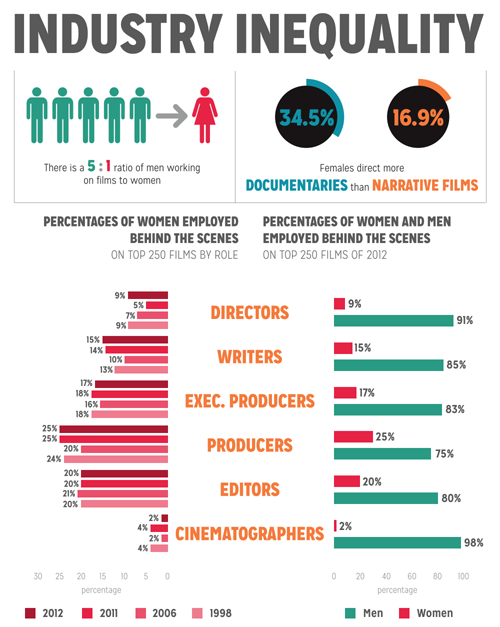 INDUSTRY INEQUALITY
There is a 5 : 1 ratio of men working
on films to women
34.5%
16.9%
Females direct more
DOCUMENTARIES than NARRATIVE FILMS
PERCENTAGES OF WOMEN EMPLOYED
BEHIND THE SCENES
ON TOP 250 FILMS BY ROLE
PERCENTAGES OF WOMEN AND MEN
EMPLOYED BEHIND THE SCENES
ON TOP 250 FILMS OF 2012
9%
5%
7%
9%
DIRECTORS
9%
91%
15%
14%
10%
13%
WRITERS
15%
85%
17%
18%
16%
18%
EXEC. PRODUCERS
17%
83%
25%
25%
20%
24%
PRODUCERS
25%
75%
20%
20%
21%
20%
EDITORS
20%
80%
2%
4%
2%
4%
CINEMATOGRAPHERS
2%
98%
30 25 20 15 10 5 0
percentage
0 20 40 60 80 100
percentage
2012 2011 2006 1998
Men Women